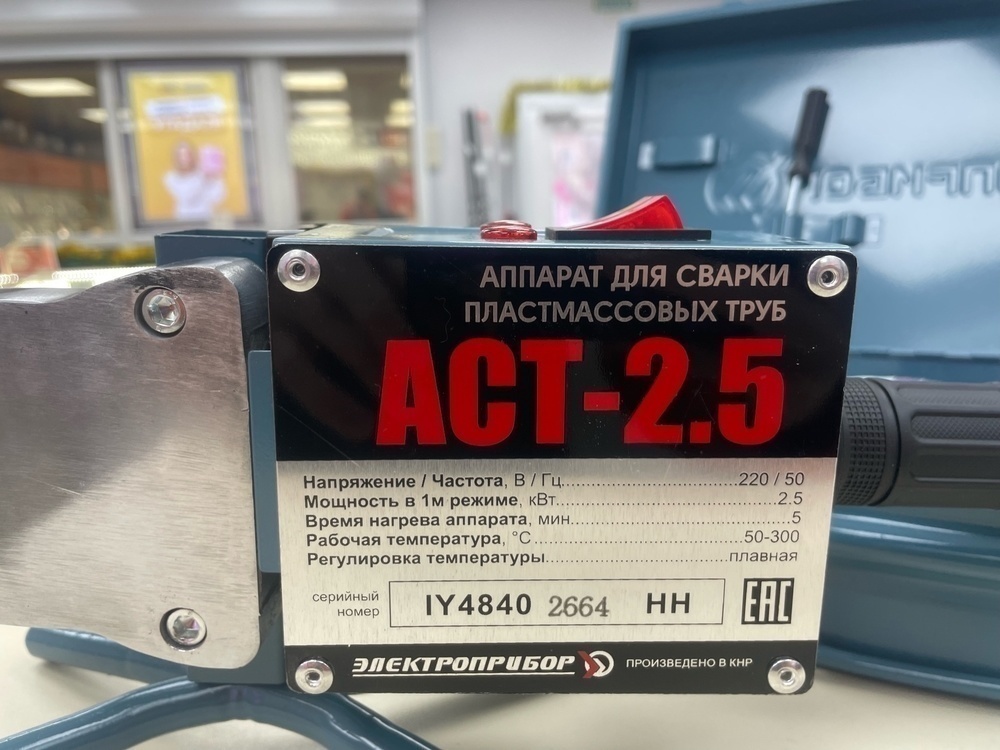 АППАРАТ ДЛЯ СВАРКИ
ПЛАСТМАССОВЫХ ТРУБ
АСТ-2.5
Напряжение / Частота, В / Гц....................................220 / 50
Мощность в 1м режиме, кВт.............................................2.5
Время нагрева аппарата, мин.............................................5
Рабочая температура, °С........................................50-300
Регулировка температуры.....................................плавная
серийный номер IY4840 2664 НН ЕАС
ЭЛЕКТРОПРИБОР ПРОИЗВЕДЕНО В КНР